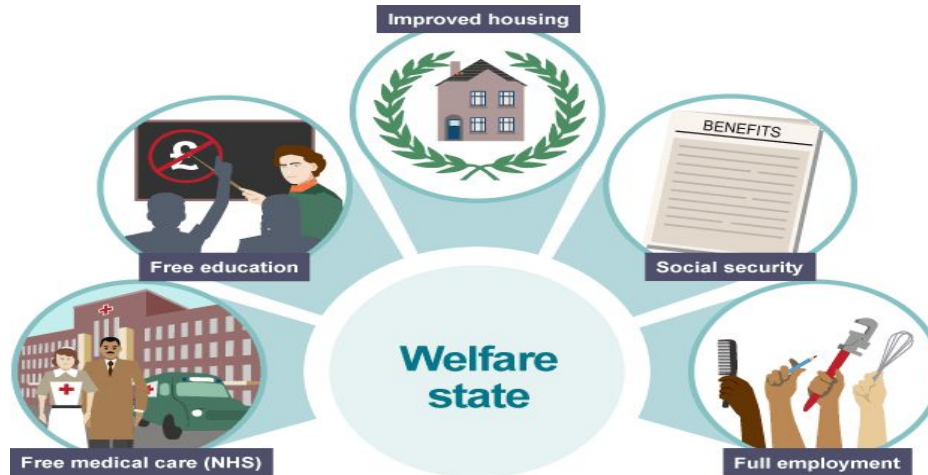 Improved housing
£
BENEFITS
Free education
Social security
Welfare
state
Free medical care (NHS)
Full employment